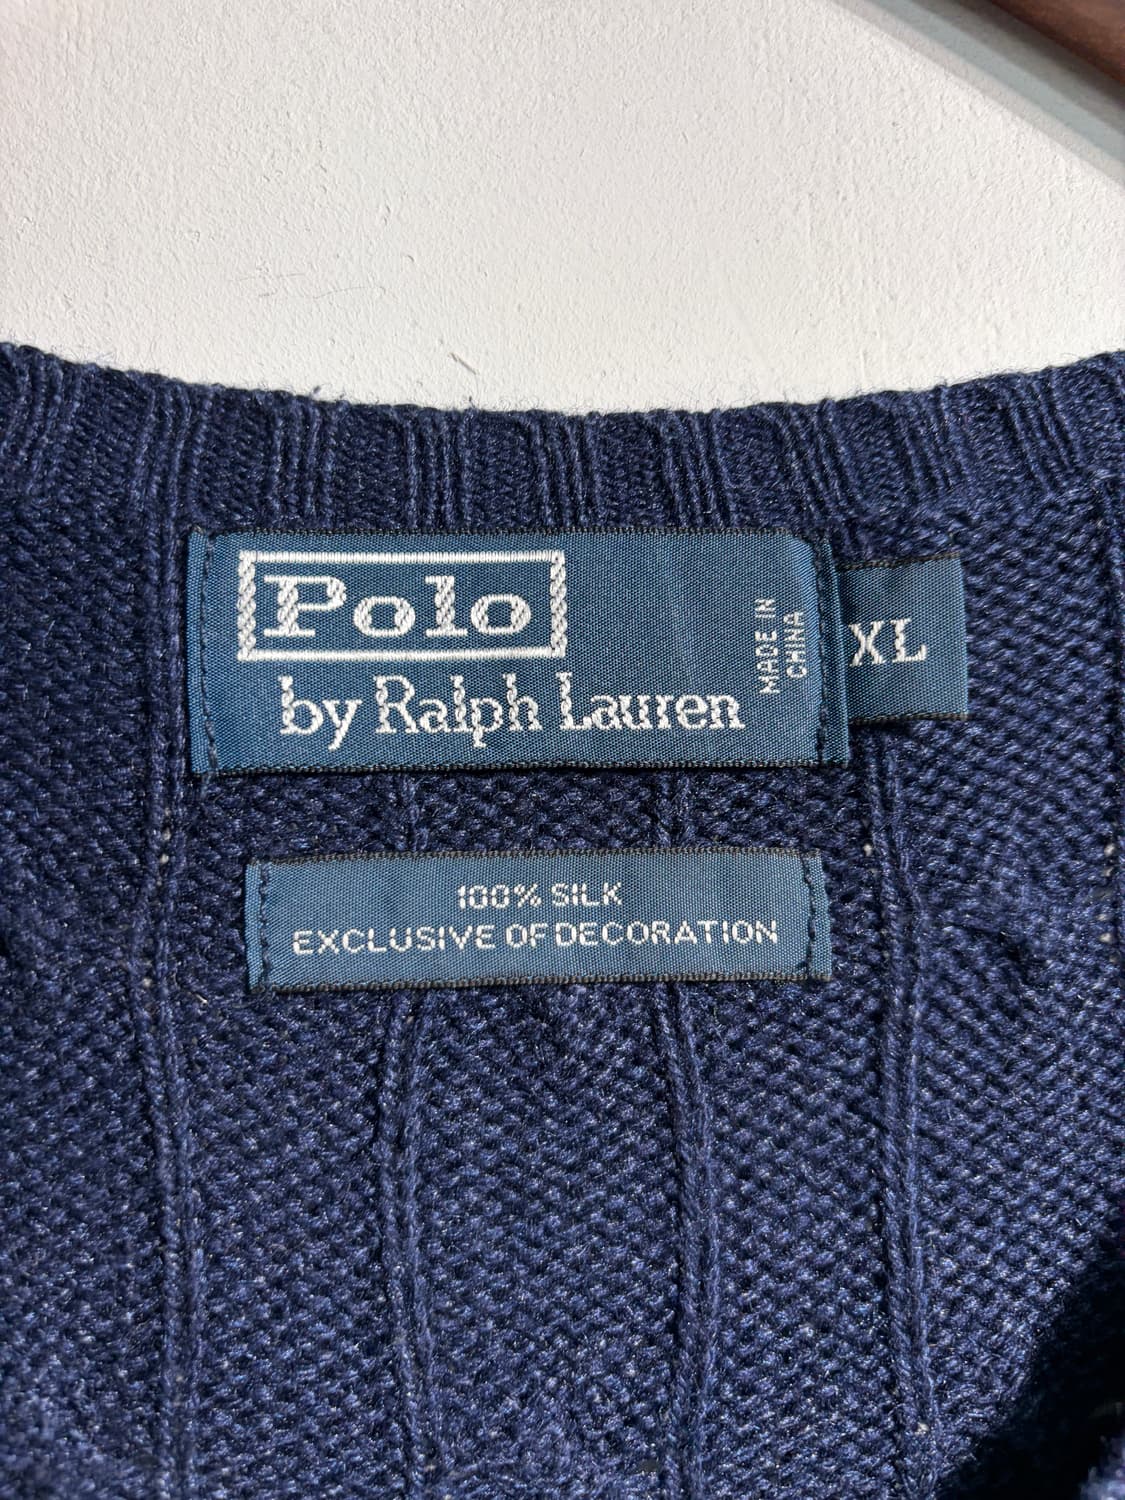 Polo
by Ralph Lauren
MADE IN
CHINA
XL
100% SILK
EXCLUSIVE OF DECORATION